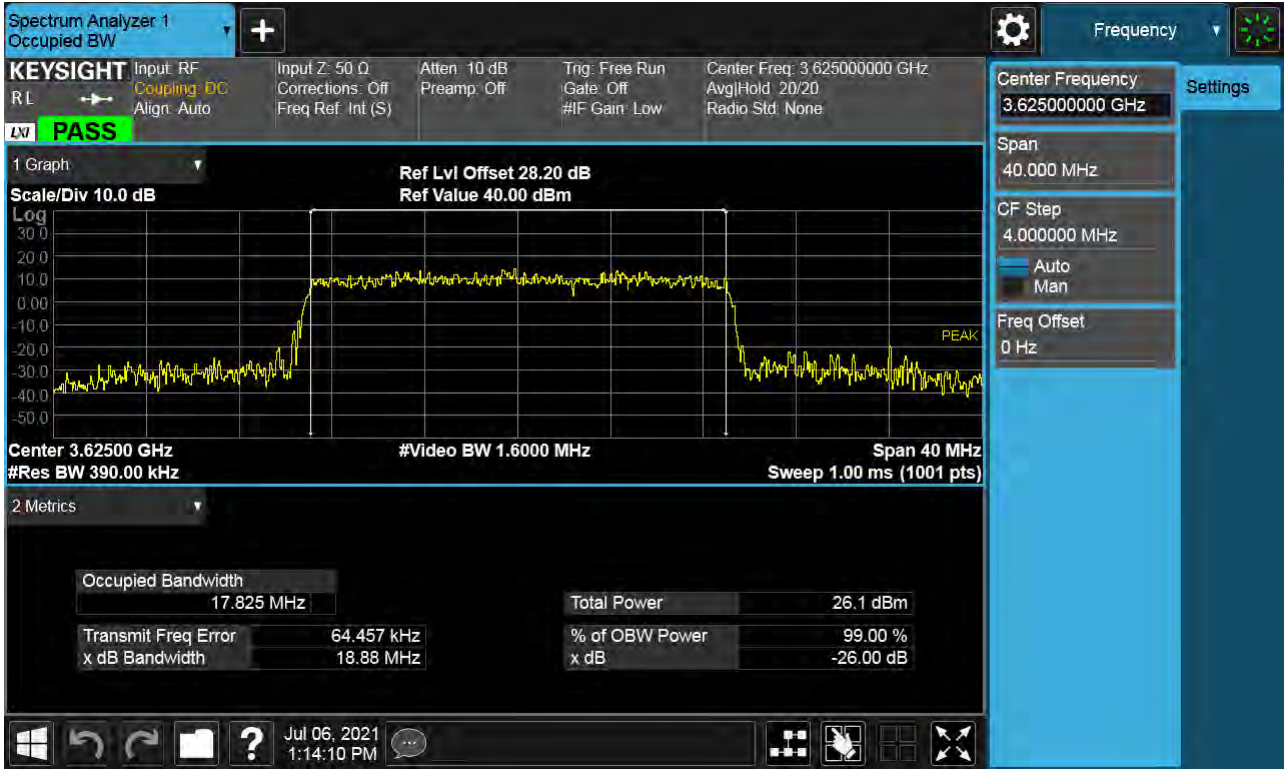 Spectrum Analyzer 1
Occupied BW
+
Frequency
KEYSIGHT
RL
LXI
PASS
Input: RF
Coupling: DC
Align: Auto
Input Z: 50 Ω
Corrections: Off
Freq Ref: Int (S)
Atten: 10 dB
Preamp: Off
Trig: Free Run
Gate: Off
#IF Gain: Low
Center Freq: 3.625000000 GHz
Avg|Hold: 20/20
Radio Std: None
1 Graph
Scale/Div 10.0 dB
Ref Lvl Offset 28.20 dB
Ref Value 40.00 dBm
Log
30.0
20.0
10.0
0.00
-10.0
-20.0
-30.0
-40.0
-50.0
PEAK
Center 3.62500 GHz
#Video BW 1.6000 MHz
Span 40 MHz
#Res BW 390.00 kHz
Sweep 1.00 ms (1001 pts)
2 Metrics
Occupied Bandwidth
17.825 MHz
Transmit Freq Error 64.457 kHz
x dB Bandwidth 18.88 MHz
Total Power 26.1 dBm
% of OBW Power 99.00 %
x dB -26.00 dB
?
Jul 06, 2021
1:14:10 PM
Center Frequency
3.625000000 GHz
Settings
Span
40.000 MHz
CF Step
4.000000 MHz
Auto
Man
Freq Offset
0 Hz